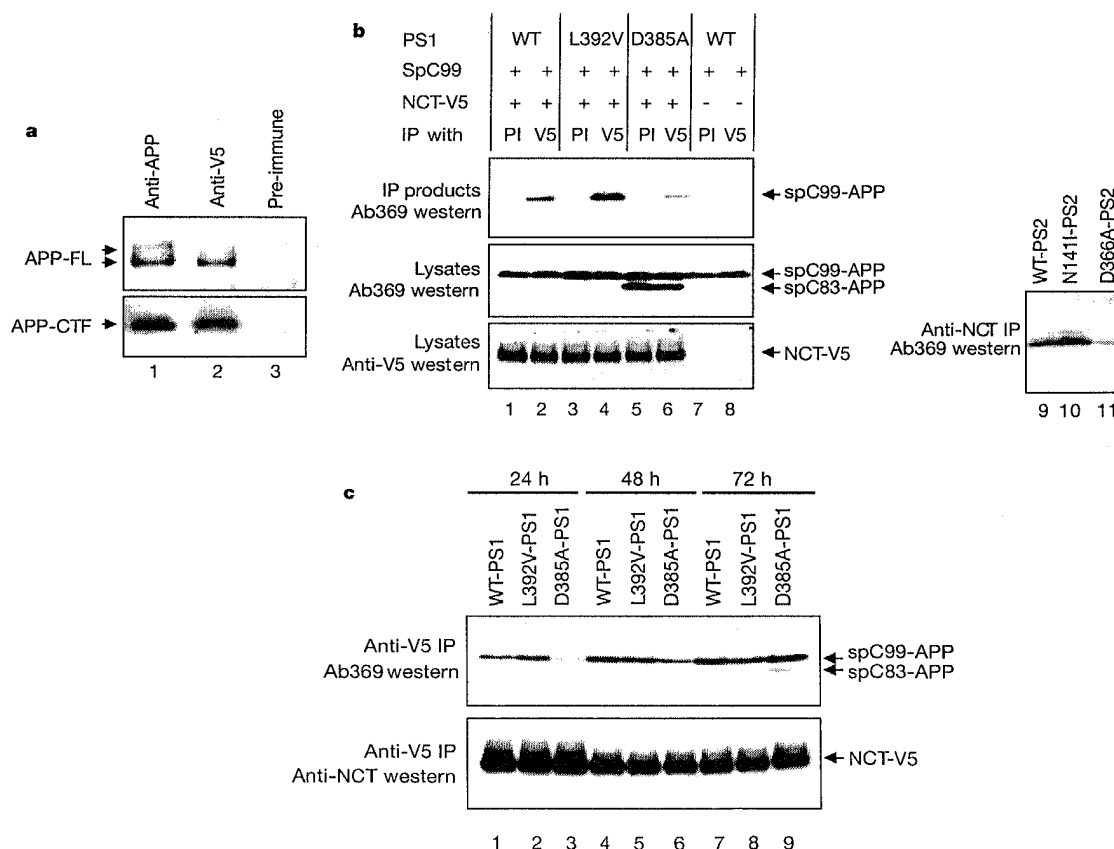 a
Anti-APP
Anti-V5
Pre-immune
APP-FL
APP-CTF
1 2 3
b
PS1 WT L392V D385A WT
SpC99 + + + + + + + +
NCT-V5 + + + + + + - -
IP with PI V5 PI V5 PI V5 PI V5
IP products
Ab369 western
spC99-APP
Lysates
Ab369 western
spC99-APP
spC83-APP
Lysates
Anti-V5 western
NCT-V5
1 2 3 4 5 6 7 8
WT-PS2
N141I-PS2
D366A-PS2
Anti-NCT IP
Ab369 western
9 10 11
c
24 h 48 h 72 h
WT-PS1
L392V-PS1
D385A-PS1
WT-PS1
L392V-PS1
D385A-PS1
WT-PS1
L392V-PS1
D385A-PS1
Anti-V5 IP
Ab369 western
spC99-APP
spC83-APP
Anti-V5 IP
Anti-NCT western
NCT-V5
1 2 3 4 5 6 7 8 9